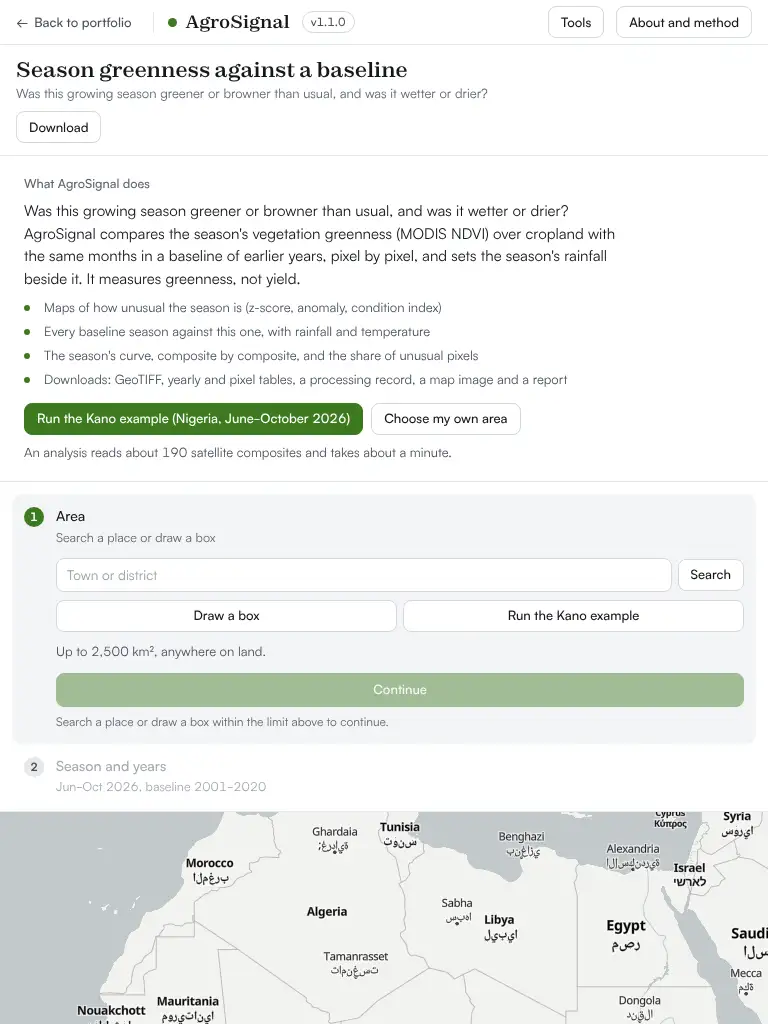 ← Back to portfolio
AgroSignal
v1.1.0
Tools
About and method
Season greenness against a baseline
Was this growing season greener or browner than usual, and was it wetter or drier?
Download
What AgroSignal does
Was this growing season greener or browner than usual, and was it wetter or drier?
AgroSignal compares the season's vegetation greenness (MODIS NDVI) over cropland with
the same months in a baseline of earlier years, pixel by pixel, and sets the season's rainfall
beside it. It measures greenness, not yield.
Maps of how unusual the season is (z-score, anomaly, condition index)
Every baseline season against this one, with rainfall and temperature
The season's curve, composite by composite, and the share of unusual pixels
Downloads: GeoTIFF, yearly and pixel tables, a processing record, a map image and a report
Run the Kano example (Nigeria, June–October 2026)
Choose my own area
An analysis reads about 190 satellite composites and takes about a minute.
1
Area
Search a place or draw a box
Town or district
Search
Draw a box
Run the Kano example
Up to 2,500 km², anywhere on land.
Continue
Search a place or draw a box within the limit above to continue.
2
Season and years
Jun–Oct 2026, baseline 2001–2020
Cyprus
Κύπρος
Syria
Tunisia
Ghardaia
Benghazi
Alexandria
Morocco
Israel
Algeria
Sabha
Libya
Egypt
Saudi
Tamanrasset
Mecca
Mauritania
Nouakchott
Dongola